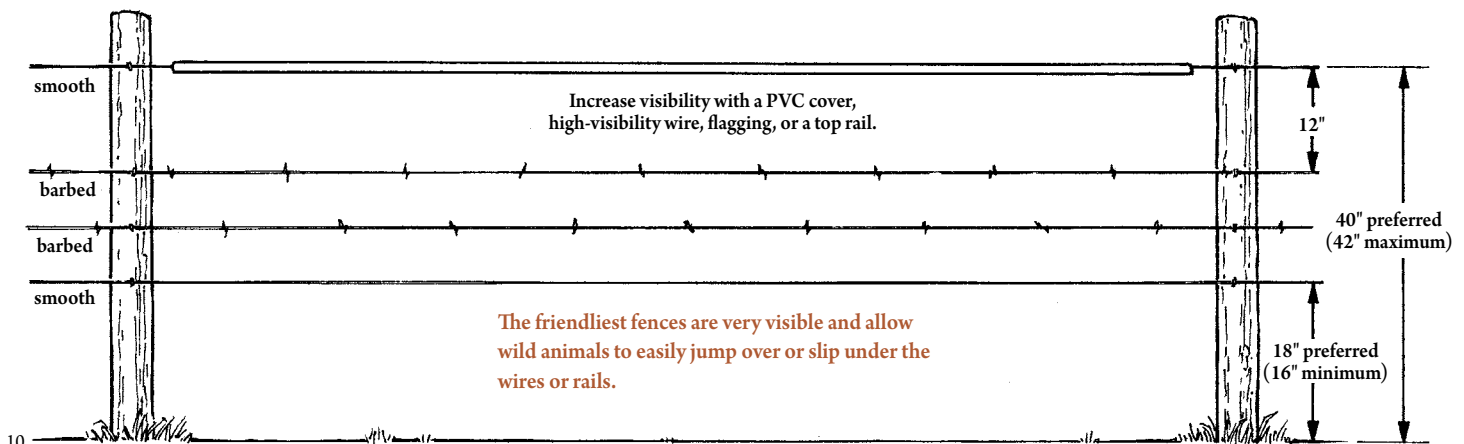 smooth
Increase visibility with a PVC cover,
high-visibility wire, flagging, or a top rail.
12"
barbed
barbed
40" preferred
(42" maximum)
smooth
The friendliest fences are very visible and allow
wild animals to easily jump over or slip under the
wires or rails.
18" preferred
(16" minimum)
10